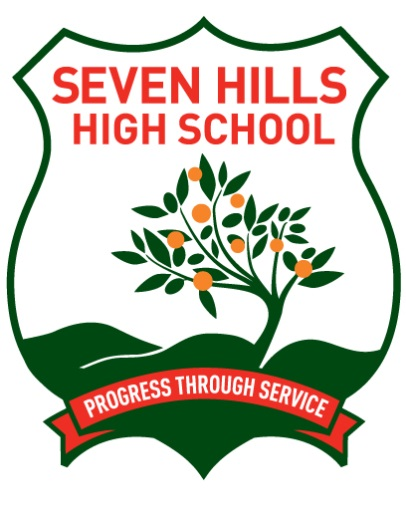 SEVEN HILLS
HIGH SCHOOL
PROGRESS THROUGH SERVICE